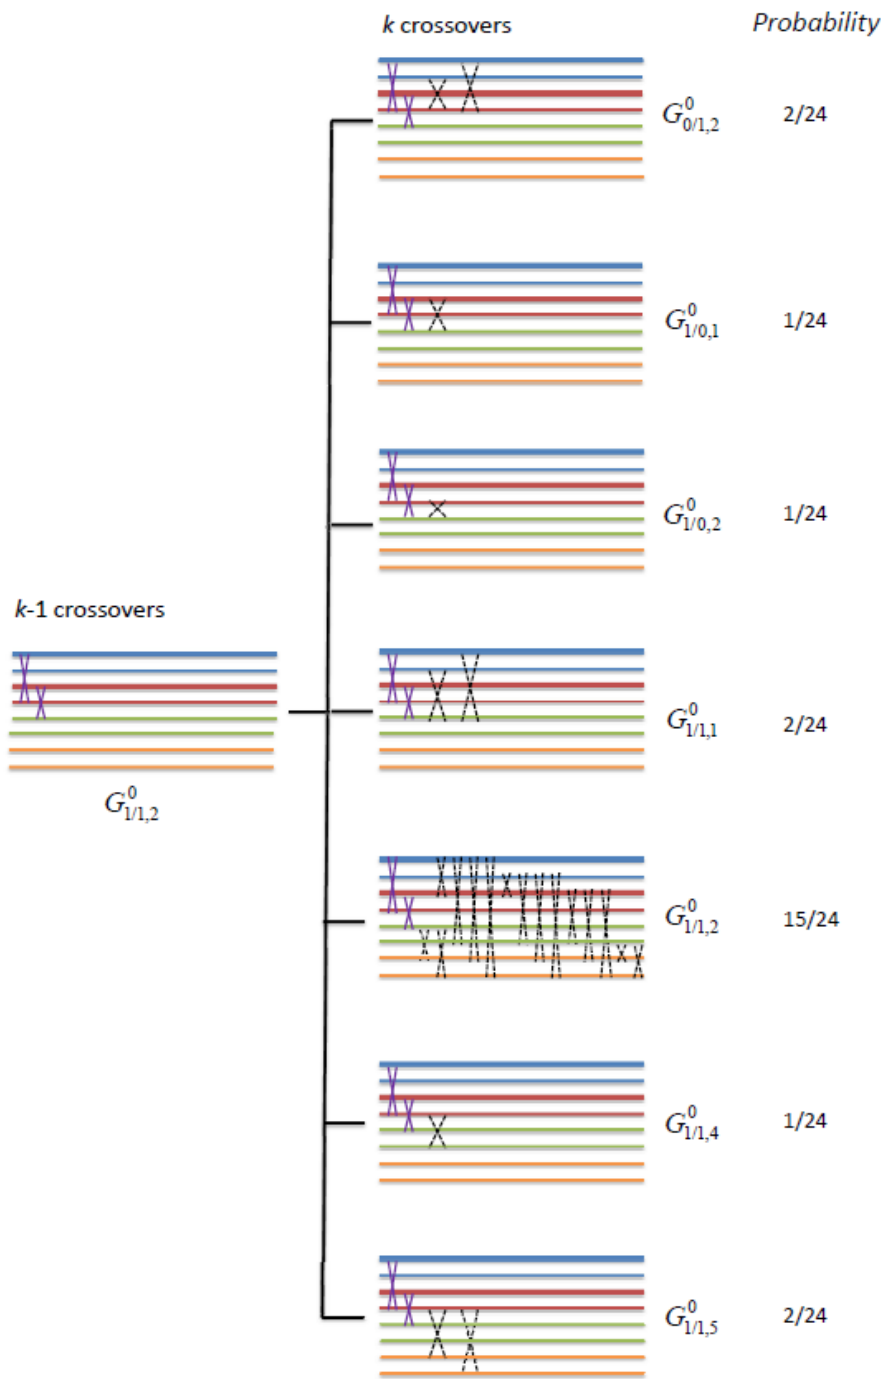 k crossovers Probability
G^0_{0/1,2} 2/24
G^0_{1/0,1} 1/24
G^0_{1/0,2} 1/24
k-1 crossovers
G^0_{1/1,2}
G^0_{1/1,1} 2/24
G^0_{1/1,2} 15/24
G^0_{1/1,4} 1/24
G^0_{1/1,5} 2/24